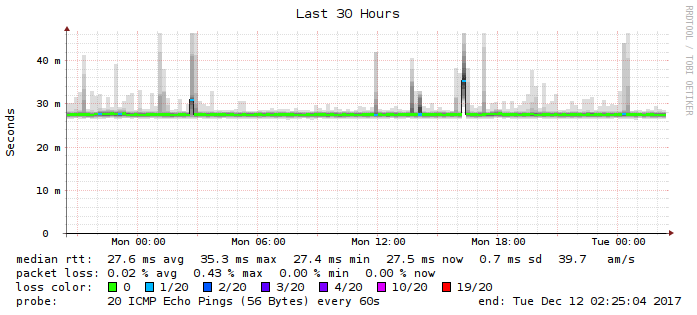 Last 30 Hours
RRDTOOL / TOBI OETIKER
Seconds
40 m
30 m
20 m
10 m
0
Mon 00:00 Mon 06:00 Mon 12:00 Mon 18:00 Tue 00:00
median rtt: 27.6 ms avg 35.3 ms max 27.4 ms min 27.5 ms now 0.7 ms sd 39.7 am/s
packet loss: 0.02 % avg 0.43 % max 0.00 % min 0.00 % now
loss color: 0 1/20 2/20 3/20 4/20 10/20 19/20
probe: 20 ICMP Echo Pings (56 Bytes) every 60s end: Tue Dec 12 02:25:04 2017